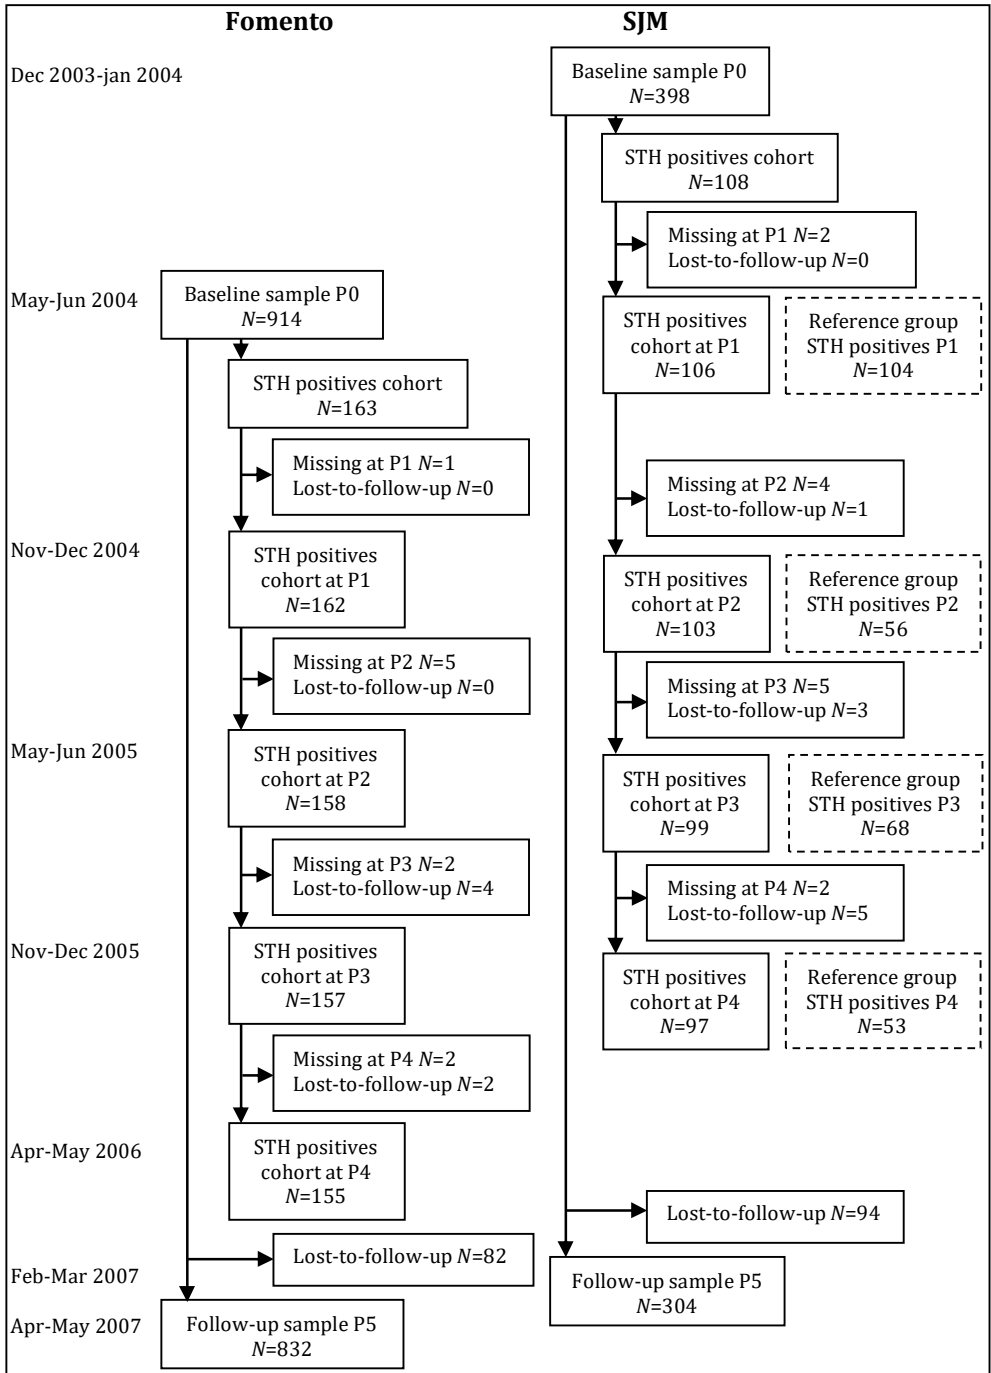 Fomento
SJM
Dec 2003-jan 2004
Baseline sample P0
N=398
STH positives cohort
N=108
Missing at P1 N=2
Lost-to-follow-up N=0
May-Jun 2004
Baseline sample P0
N=914
STH positives
cohort at P1
N=106
Reference group
STH positives P1
N=104
STH positives cohort
N=163
Missing at P1 N=1
Lost-to-follow-up N=0
Missing at P2 N=4
Lost-to-follow-up N=1
Nov-Dec 2004
STH positives
cohort at P1
N=162
STH positives
cohort at P2
N=103
Reference group
STH positives P2
N=56
Missing at P2 N=5
Lost-to-follow-up N=0
Missing at P3 N=5
Lost-to-follow-up N=3
May-Jun 2005
STH positives
cohort at P2
N=158
STH positives
cohort at P3
N=99
Reference group
STH positives P3
N=68
Missing at P3 N=2
Lost-to-follow-up N=4
Missing at P4 N=2
Lost-to-follow-up N=5
Nov-Dec 2005
STH positives
cohort at P3
N=157
STH positives
cohort at P4
N=97
Reference group
STH positives P4
N=53
Missing at P4 N=2
Lost-to-follow-up N=2
Apr-May 2006
STH positives
cohort at P4
N=155
Lost-to-follow-up N=94
Lost-to-follow-up N=82
Feb-Mar 2007
Follow-up sample P5
N=304
Apr-May 2007
Follow-up sample P5
N=832